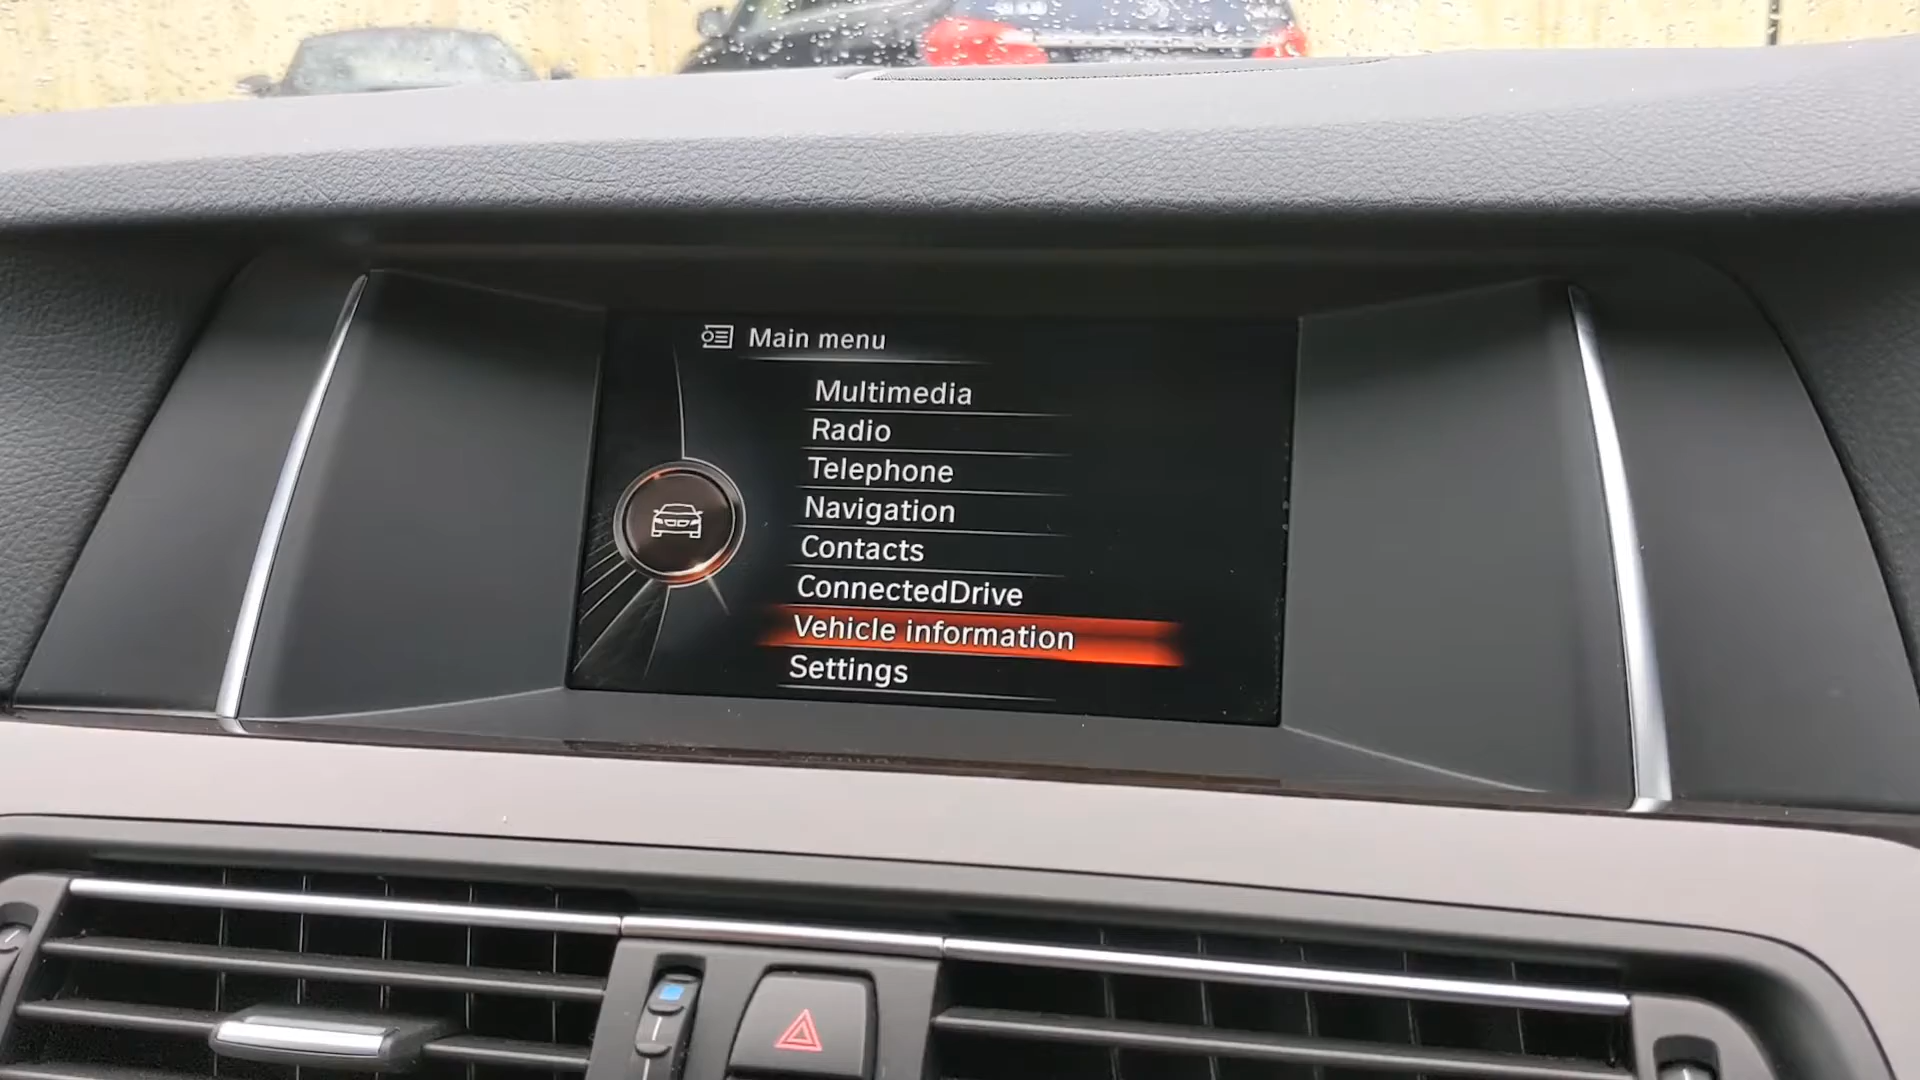 Main menu
Multimedia
Radio
Telephone
Navigation
Contacts
ConnectedDrive
Vehicle information
Settings